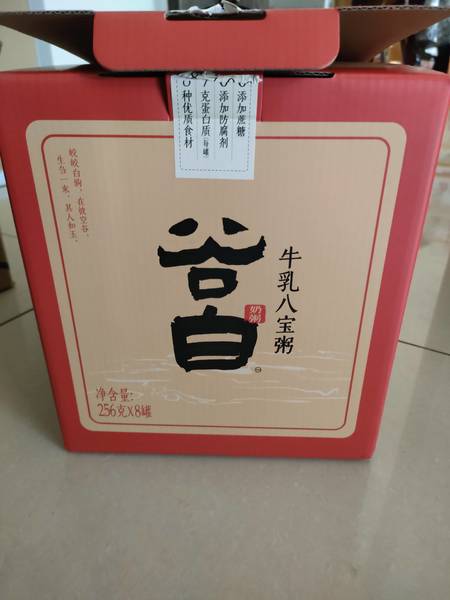 种优质食材
克蛋白质(每罐)
添加防腐剂
添加蔗糖
皎皎白驹，在彼空谷，
生刍一束，其人如玉。
谷白
奶粥
牛乳八宝粥
净含量:
256克X8罐